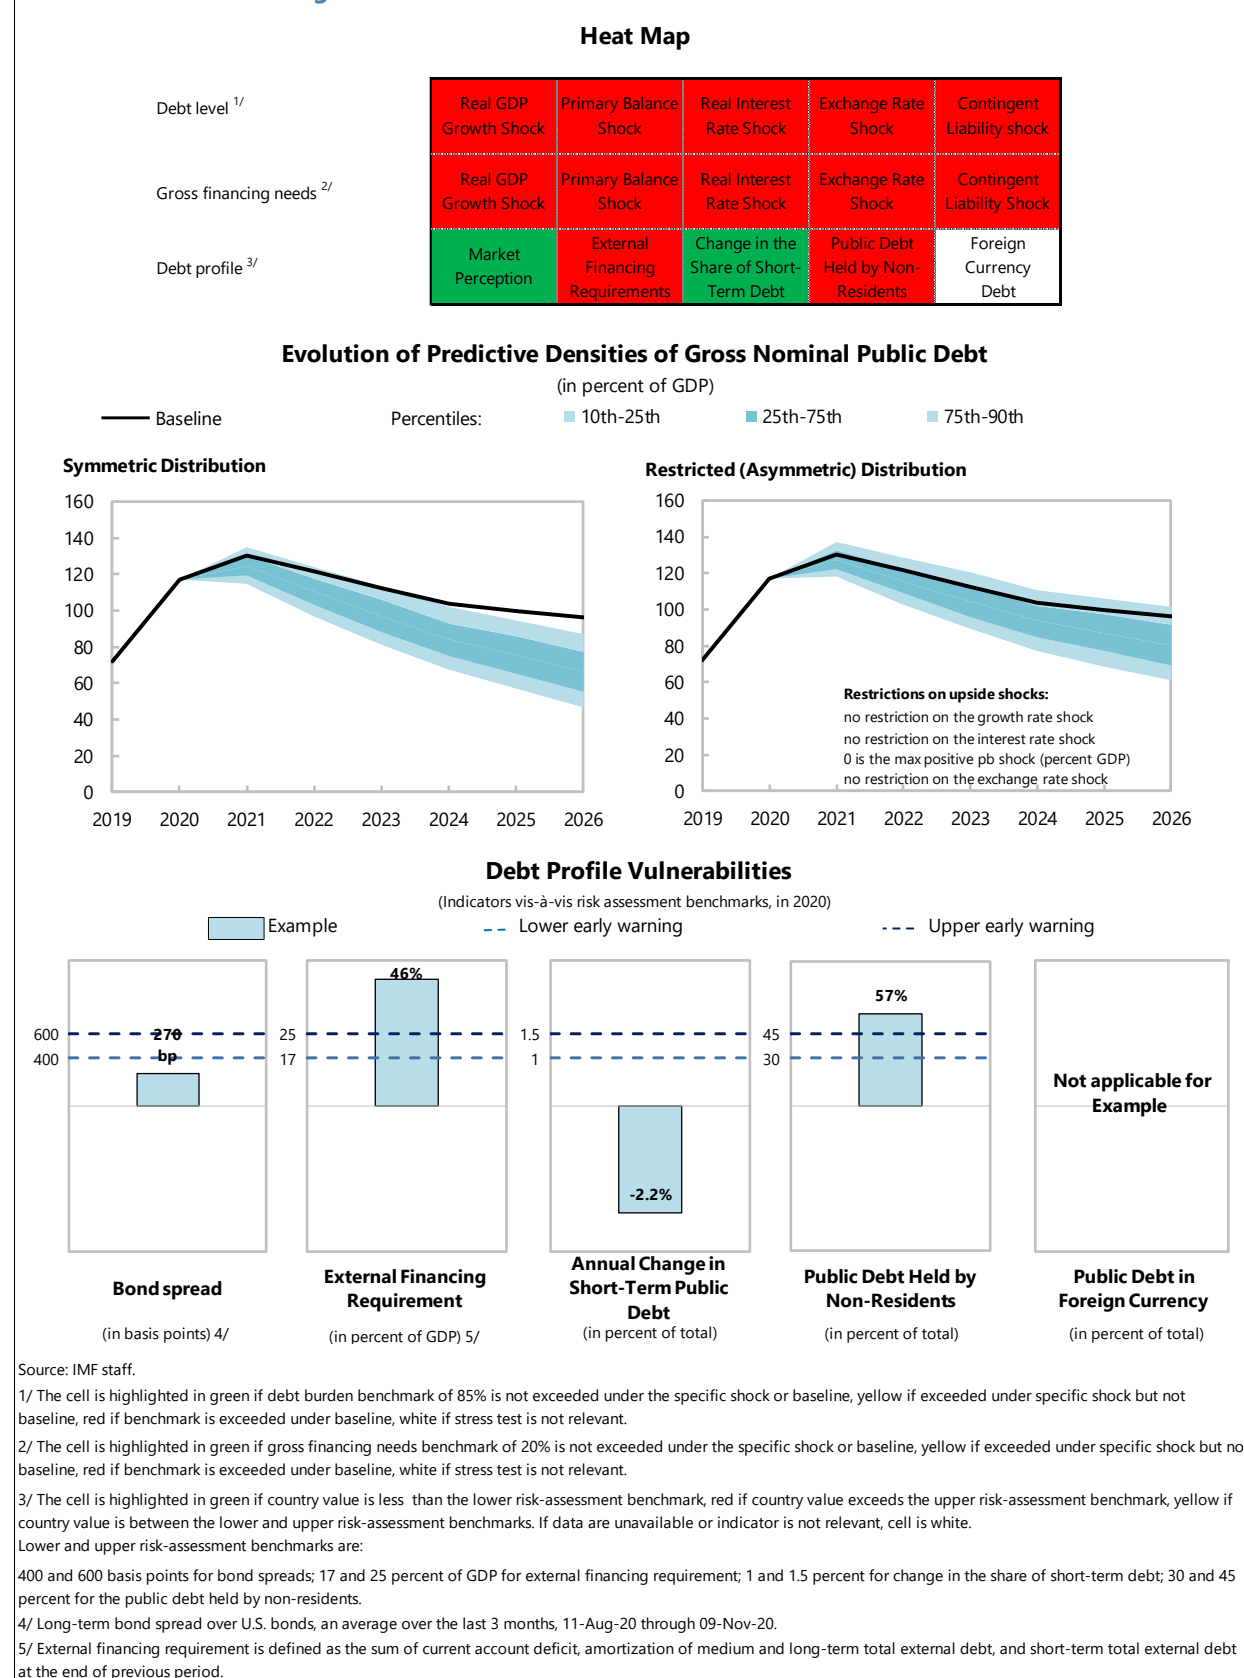 Heat Map
Debt level 1/
Real GDP Growth Shock
Primary Balance Shock
Real Interest Rate Shock
Exchange Rate Shock
Contingent Liability shock
Gross financing needs 2/
Real GDP Growth Shock
Primary Balance Shock
Real Interest Rate Shock
Exchange Rate Shock
Contingent Liability Shock
Debt profile 3/
Market Perception
External Financing Requirements
Change in the Share of Short-Term Debt
Public Debt Held by Non-Residents
Foreign Currency Debt
Evolution of Predictive Densities of Gross Nominal Public Debt
(in percent of GDP)
Baseline Percentiles: 10th-25th 25th-75th 75th-90th
Symmetric Distribution
160
140
120
100
80
60
40
20
0
2019 2020 2021 2022 2023 2024 2025 2026
Restricted (Asymmetric) Distribution
160
140
120
100
80
60
40
20
0
Restrictions on upside shocks:
no restriction on the growth rate shock
no restriction on the interest rate shock
0 is the max positive pb shock (percent GDP)
no restriction on the exchange rate shock
2019 2020 2021 2022 2023 2024 2025 2026
Debt Profile Vulnerabilities
(Indicators vis-à-vis risk assessment benchmarks, in 2020)
Example Lower early warning Upper early warning
600
400
270
bp
Bond spread
(in basis points) 4/
25
17
46%
External Financing
Requirement
(in percent of GDP) 5/
1.5
1
-2.2%
Annual Change in
Short-Term Public
Debt
(in percent of total)
45
30
57%
Public Debt Held by
Non-Residents
(in percent of total)
Not applicable for
Example
Public Debt in
Foreign Currency
(in percent of total)
Source: IMF staff.
1/ The cell is highlighted in green if debt burden benchmark of 85% is not exceeded under the specific shock or baseline, yellow if exceeded under specific shock but not
baseline, red if benchmark is exceeded under baseline, white if stress test is not relevant.
2/ The cell is highlighted in green if gross financing needs benchmark of 20% is not exceeded under the specific shock or baseline, yellow if exceeded under specific shock but no
baseline, red if benchmark is exceeded under baseline, white if stress test is not relevant.
3/ The cell is highlighted in green if country value is less than the lower risk-assessment benchmark, red if country value exceeds the upper risk-assessment benchmark, yellow if
country value is between the lower and upper risk-assessment benchmarks. If data are unavailable or indicator is not relevant, cell is white.
Lower and upper risk-assessment benchmarks are:
400 and 600 basis points for bond spreads; 17 and 25 percent of GDP for external financing requirement; 1 and 1.5 percent for change in the share of short-term debt; 30 and 45
percent for the public debt held by non-residents.
4/ Long-term bond spread over U.S. bonds, an average over the last 3 months, 11-Aug-20 through 09-Nov-20.
5/ External financing requirement is defined as the sum of current account deficit, amortization of medium and long-term total external debt, and short-term total external debt
at the end of previous period.